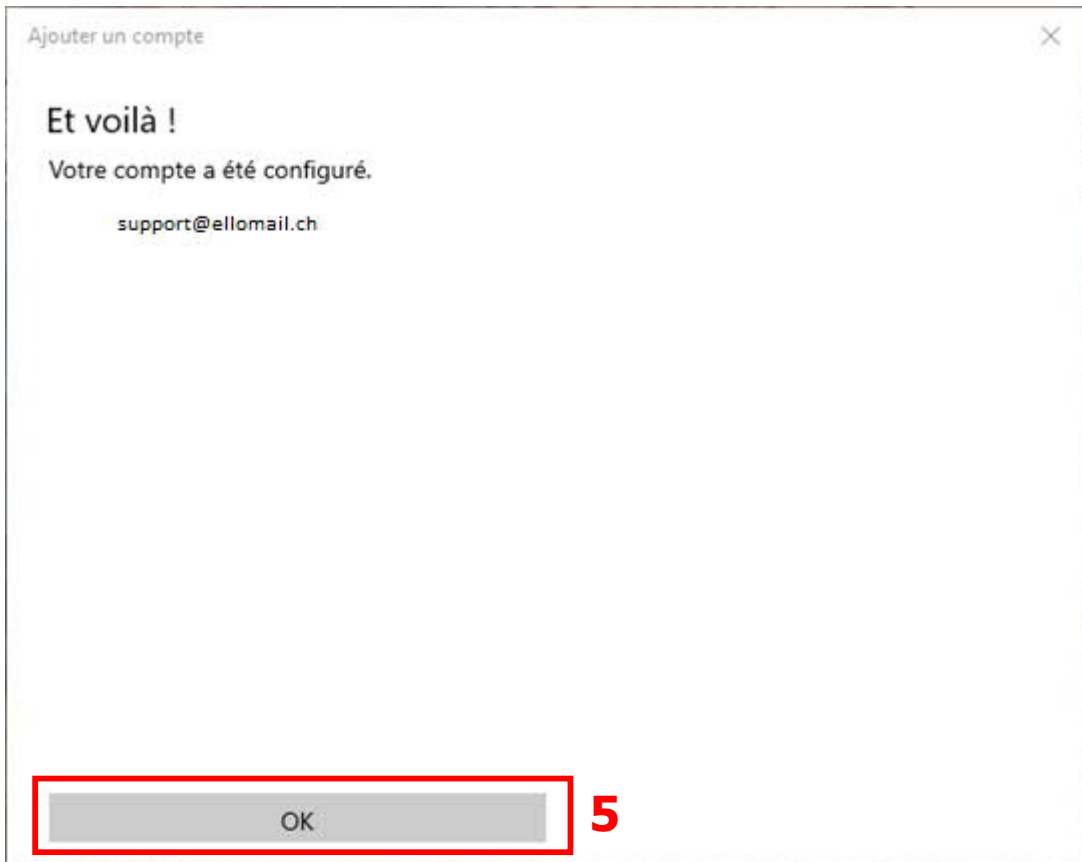 Ajouter un compte
Et voilà !
Votre compte a été configuré.
support@ellomail.ch
OK
5